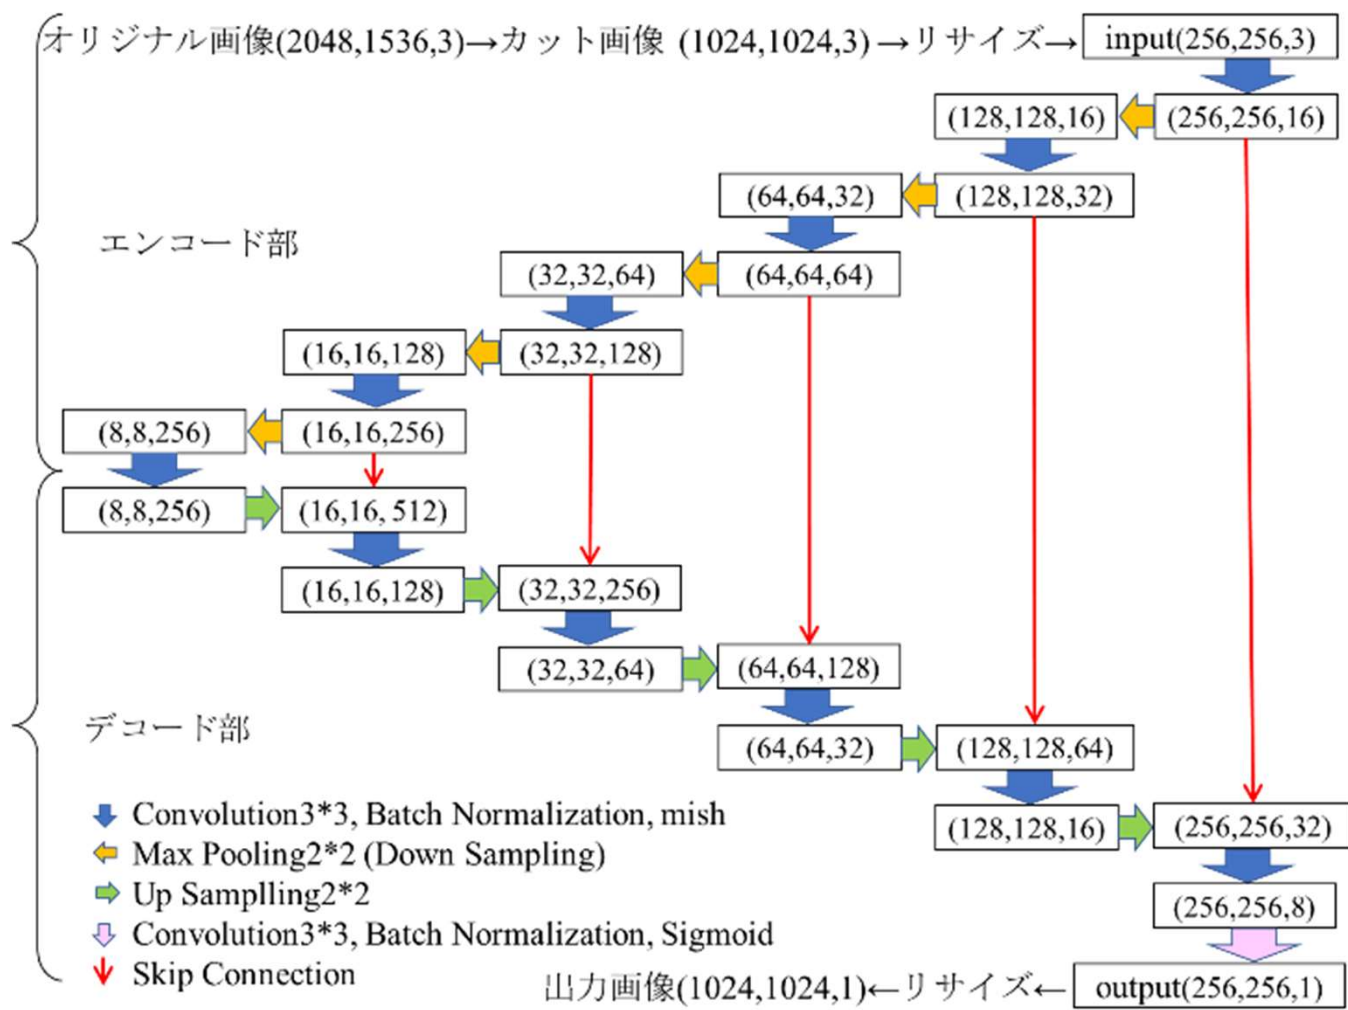 オリジナル画像(2048,1536,3)→カット画像 (1024,1024,3) →リサイズ→ input(256,256,3)
(128,128,16) (256,256,16)
(64,64,32) (128,128,32)
エンコード部
(32,32,64) (64,64,64)
(16,16,128) (32,32,128)
(8,8,256) (16,16,256)
(8,8,256) (16,16, 512)
(16,16,128) (32,32,256)
(32,32,64) (64,64,128)
デコード部
(64,64,32) (128,128,64)
(128,128,16) (256,256,32)
(256,256,8)
Convolution3*3, Batch Normalization, mish
Max Pooling2*2 (Down Sampling)
Up Samplling2*2
Convolution3*3, Batch Normalization, Sigmoid
Skip Connection
出力画像(1024,1024,1)←リサイズ← output(256,256,1)